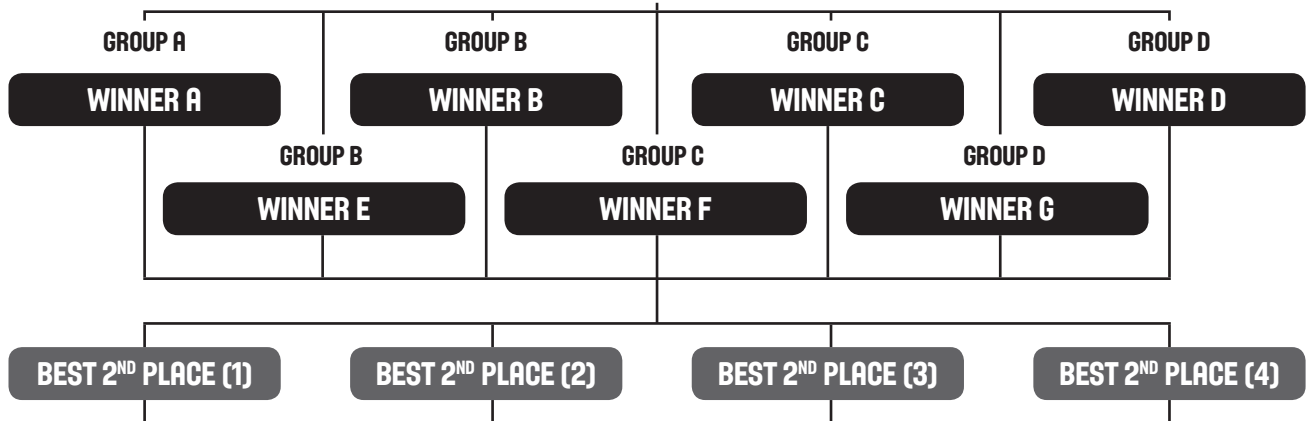 GROUP A GROUP B GROUP C GROUP D
WINNER A WINNER B WINNER C WINNER D
GROUP B GROUP C GROUP D
WINNER E WINNER F WINNER G
BEST 2ND PLACE (1) BEST 2ND PLACE (2) BEST 2ND PLACE (3) BEST 2ND PLACE (4)